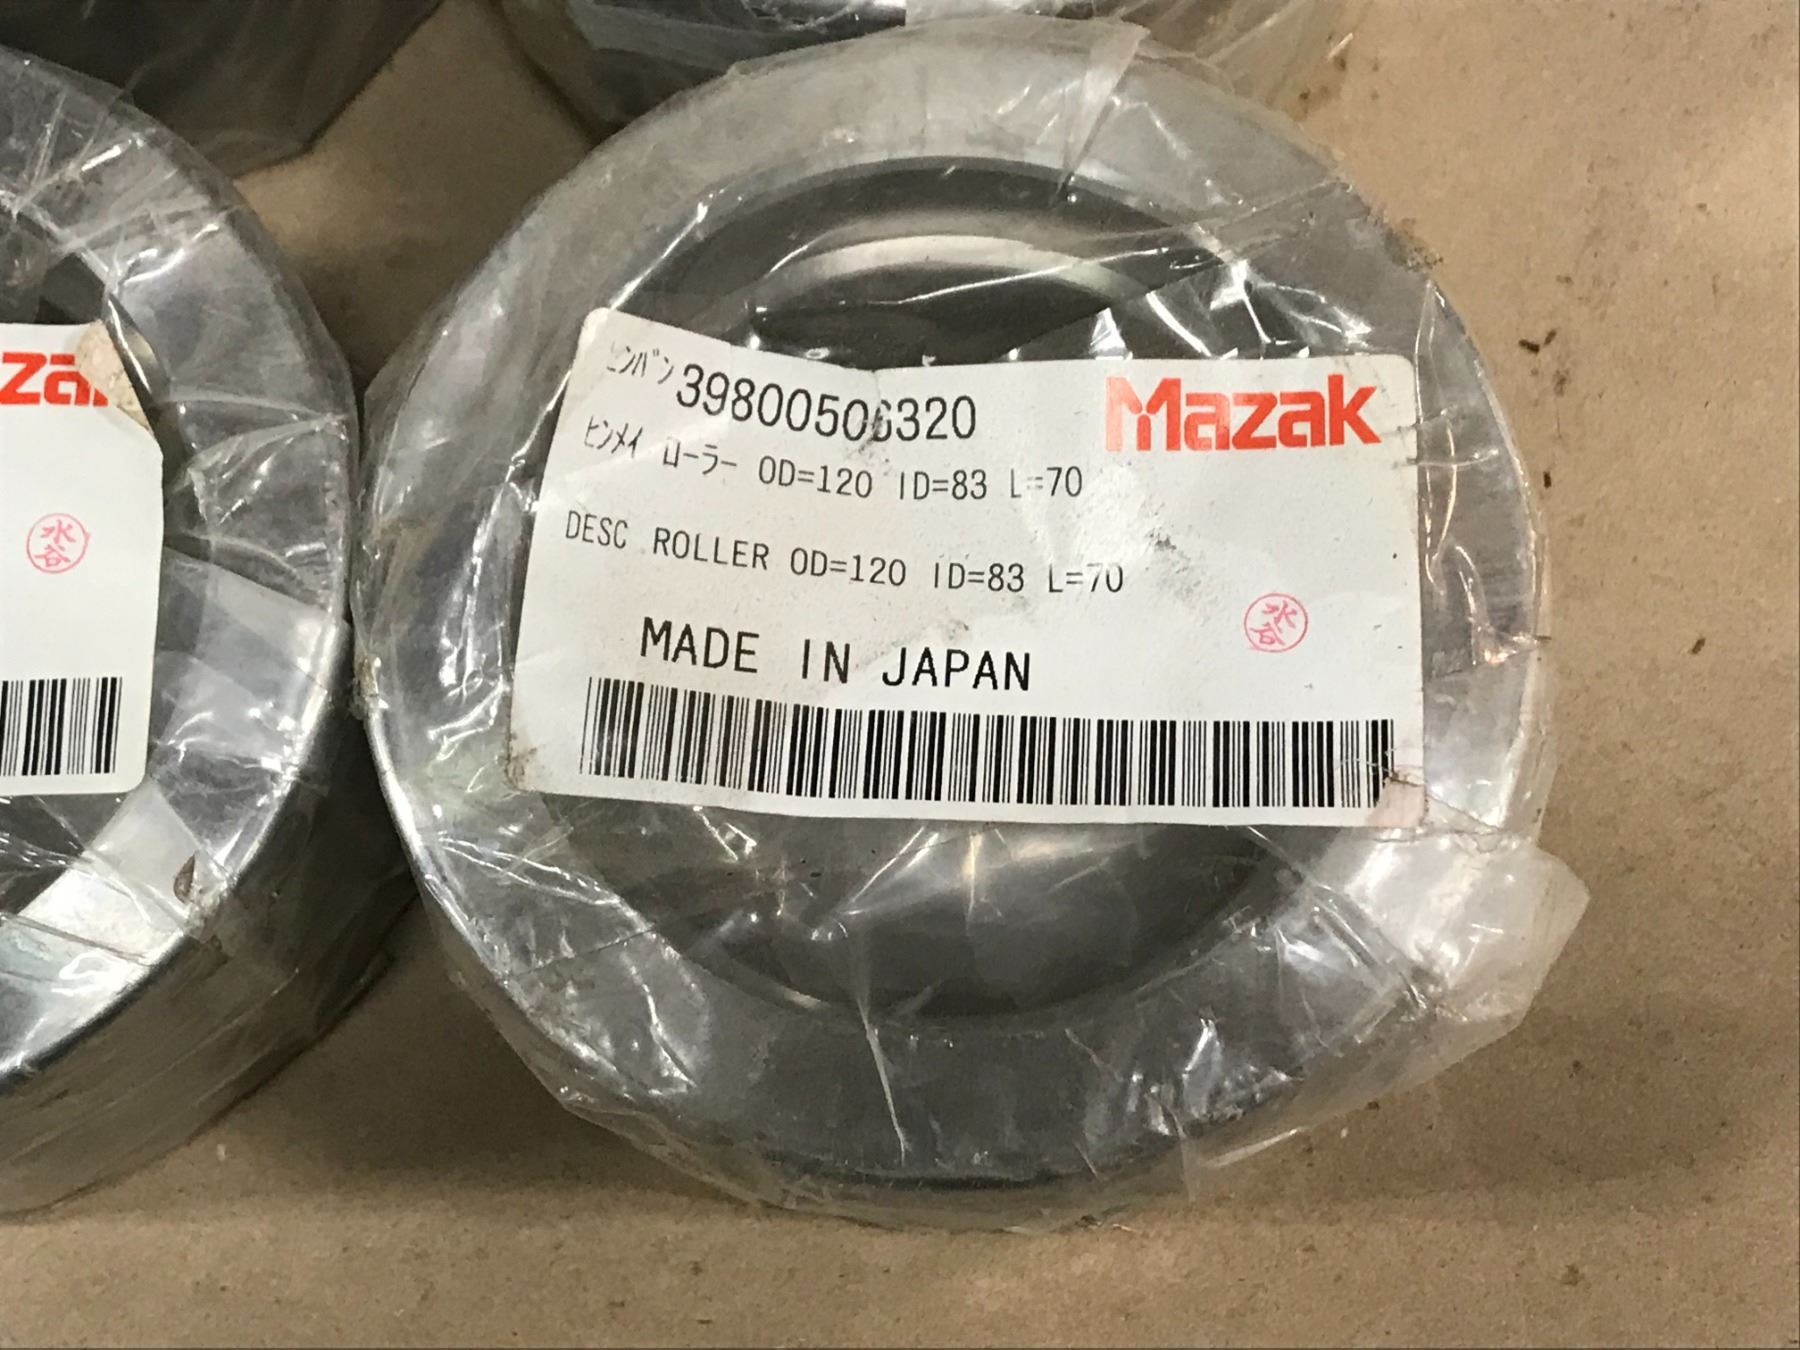 ヒンバン 39800506320 Mazak
ヒンメイ ローラー OD=120 ID=83 L=70
DESC ROLLER OD=120 ID=83 L=70
水谷
MADE IN JAPAN
水谷